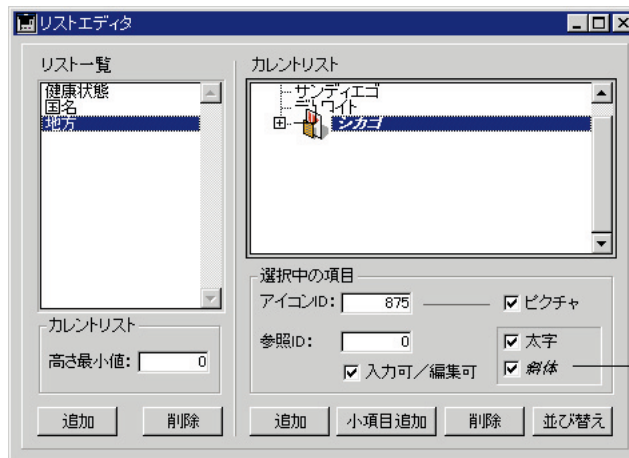 リストエディタ
リスト一覧
健康状態
国名
地方
カレントリスト
高さ最小値: 0
追加
削除
カレントリスト
サンディエゴ
デトロイト
シカゴ
選択中の項目
アイコンID: 875
ピクチャ
参照ID: 0
太字
入力可/編集可
斜体
追加
小項目追加
削除
並び替え